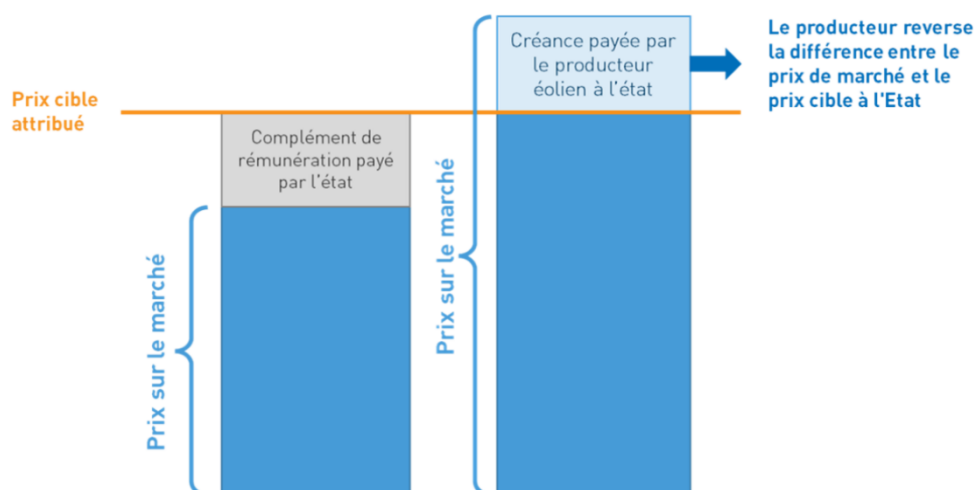 Prix cible
attribué
Complément de
rémunération payé
par l'état
Prix sur le marché
Créance payée par
le producteur
éolien à l'état
Prix sur le marché
Le producteur reverse
la différence entre le
prix de marché et le
prix cible à l'Etat